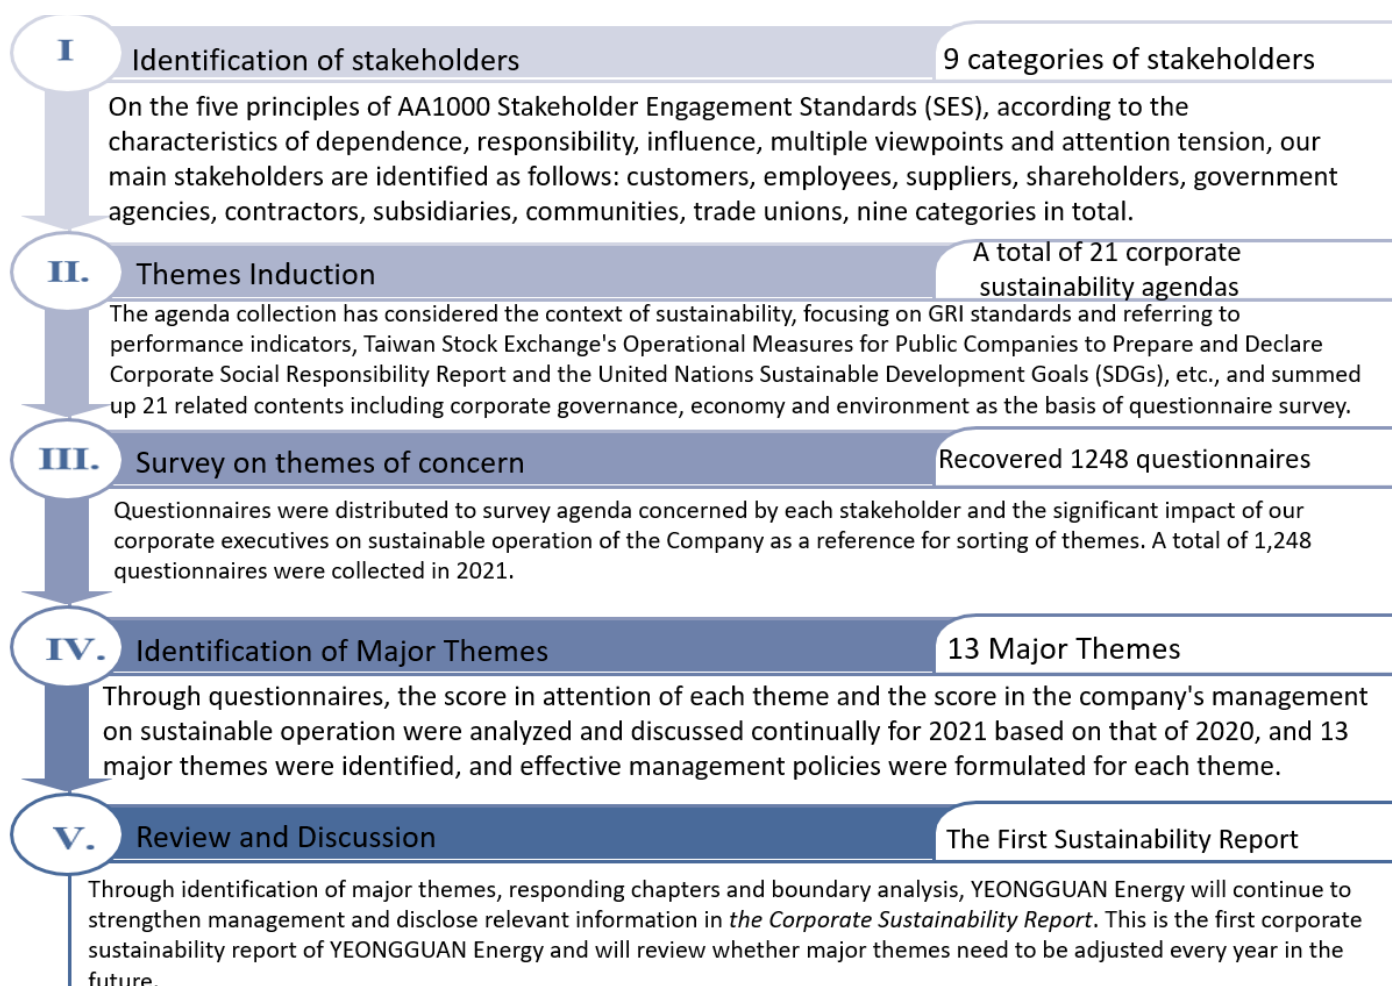 I
Identification of stakeholders
9 categories of stakeholders
On the five principles of AA1000 Stakeholder Engagement Standards (SES), according to the
characteristics of dependence, responsibility, influence, multiple viewpoints and attention tension, our
main stakeholders are identified as follows: customers, employees, suppliers, shareholders, government
agencies, contractors, subsidiaries, communities, trade unions, nine categories in total.
II.
Themes Induction
A total of 21 corporate
sustainability agendas
The agenda collection has considered the context of sustainability, focusing on GRI standards and referring to
performance indicators, Taiwan Stock Exchange's Operational Measures for Public Companies to Prepare and Declare
Corporate Social Responsibility Report and the United Nations Sustainable Development Goals (SDGs), etc., and summed
up 21 related contents including corporate governance, economy and environment as the basis of questionnaire survey.
III.
Survey on themes of concern
Recovered 1248 questionnaires
Questionnaires were distributed to survey agenda concerned by each stakeholder and the significant impact of our
corporate executives on sustainable operation of the Company as a reference for sorting of themes. A total of 1,248
questionnaires were collected in 2021.
IV.
Identification of Major Themes
13 Major Themes
Through questionnaires, the score in attention of each theme and the score in the company's management
on sustainable operation were analyzed and discussed continually for 2021 based on that of 2020, and 13
major themes were identified, and effective management policies were formulated for each theme.
V.
Review and Discussion
The First Sustainability Report
Through identification of major themes, responding chapters and boundary analysis, YEONGGUAN Energy will continue to
strengthen management and disclose relevant information in the Corporate Sustainability Report. This is the first corporate
sustainability report of YEONGGUAN Energy and will review whether major themes need to be adjusted every year in the
future.